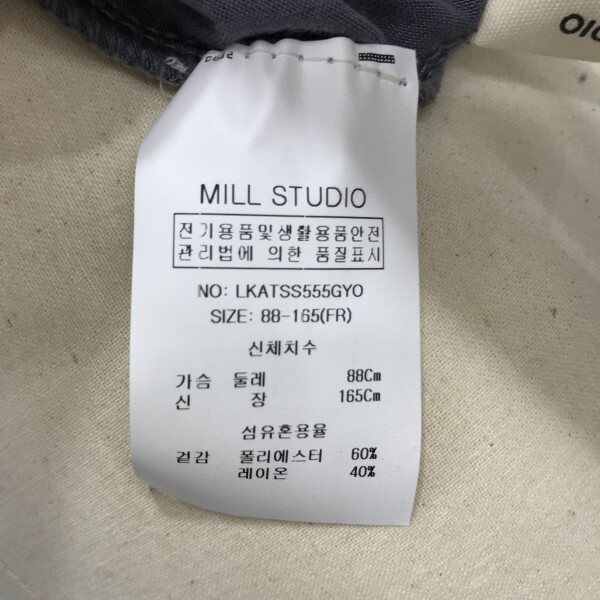 MILL STUDIO
전기용품및생활용품안전
관리법에 의한 품질표시
NO: LKATSS555GYO
SIZE: 88-165(FR)
신체치수
가슴 둘레 88Cm
신 장 165Cm
섬유혼용율
겉감 폴리에스터 60%
레이온 40%